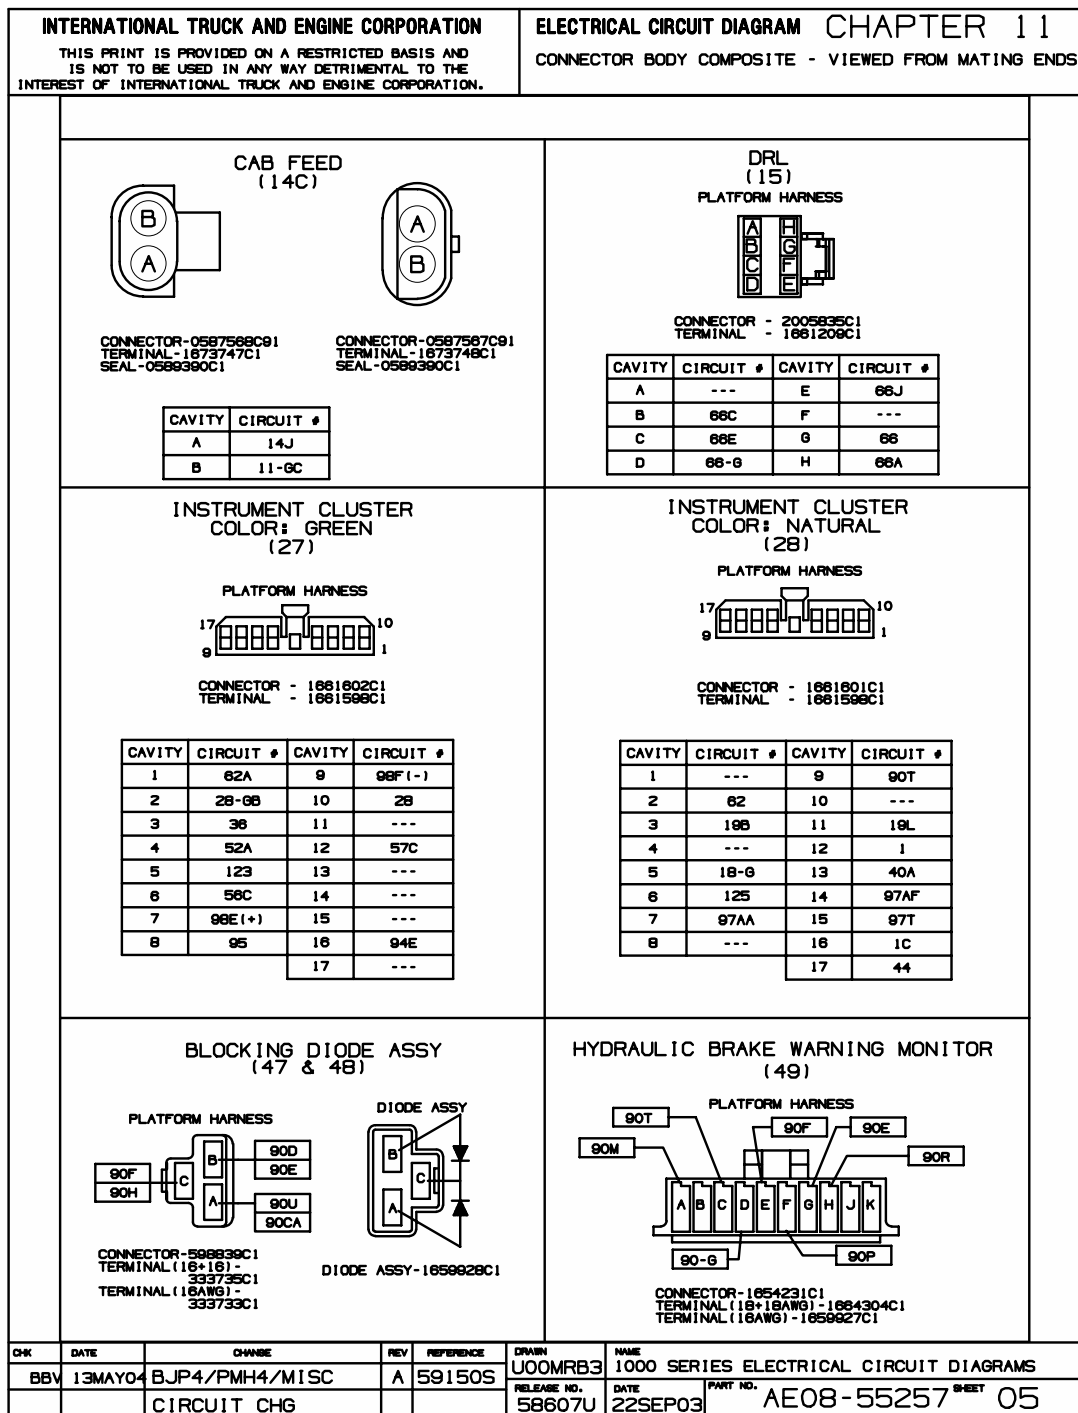 INTERNATIONAL TRUCK AND ENGINE CORPORATION
THIS PRINT IS PROVIDED ON A RESTRICTED BASIS AND
IS NOT TO BE USED IN ANY WAY DETRIMENTAL TO THE
INTEREST OF INTERNATIONAL TRUCK AND ENGINE CORPORATION.
ELECTRICAL CIRCUIT DIAGRAM CHAPTER 11
CONNECTOR BODY COMPOSITE - VIEWED FROM MATING ENDS
CAB FEED
(14C)
B
A
A
B
CONNECTOR-0587568C91
TERMINAL-1673747C1
SEAL-0589390C1
CONNECTOR-0587567C91
TERMINAL-1673748C1
SEAL-0589390C1
CAVITY CIRCUIT #
A 14J
B 11-GC
DRL
(15)
PLATFORM HARNESS
A H
B G
C F
D E
CONNECTOR - 2005835C1
TERMINAL - 1661209C1
CAVITY CIRCUIT # CAVITY CIRCUIT #
A --- E 66J
B 66C F ---
C 66E G 66
D 66-G H 66A
INSTRUMENT CLUSTER
COLOR: GREEN
(27)
PLATFORM HARNESS
17 10
9 1
CONNECTOR - 1661602C1
TERMINAL - 1661598C1
CAVITY CIRCUIT # CAVITY CIRCUIT #
1 62A 9 98F(-)
2 28-GB 10 28
3 36 11 ---
4 52A 12 57C
5 123 13 ---
6 56C 14 ---
7 98E(+) 15 ---
8 95 16 94E
17 ---
INSTRUMENT CLUSTER
COLOR: NATURAL
(28)
PLATFORM HARNESS
17 10
9 1
CONNECTOR - 1661601C1
TERMINAL - 1661598C1
CAVITY CIRCUIT # CAVITY CIRCUIT #
1 --- 9 90T
2 62 10 ---
3 19B 11 19L
4 --- 12 1
5 18-G 13 40A
6 125 14 97AF
7 97AA 15 97T
8 --- 16 1C
17 44
BLOCKING DIODE ASSY
(47 & 48)
PLATFORM HARNESS
90F
90H
C
B
A
90D
90E
90U
90CA
CONNECTOR-598839C1
TERMINAL(16+16)-
333735C1
TERMINAL(16AWG)-
333733C1
DIODE ASSY
B
C
A
DIODE ASSY-1659928C1
HYDRAULIC BRAKE WARNING MONITOR
(49)
PLATFORM HARNESS
90T
90F
90E
90M
90R
A B C D E F G H J K
90-G
90P
CONNECTOR-1654231C1
TERMINAL(18+18AWG)-1664304C1
TERMINAL(16AWG)-1659927C1
CHK DATE CHANGE REV REFERENCE
BBV 13MAY04 BJP4/PMH4/MISC A 59150S
CIRCUIT CHG
DRAWN
U00MRB3
NAME
1000 SERIES ELECTRICAL CIRCUIT DIAGRAMS
RELEASE NO.
58607U
DATE
22SEP03
PART NO. AE08-55257 SHEET 05